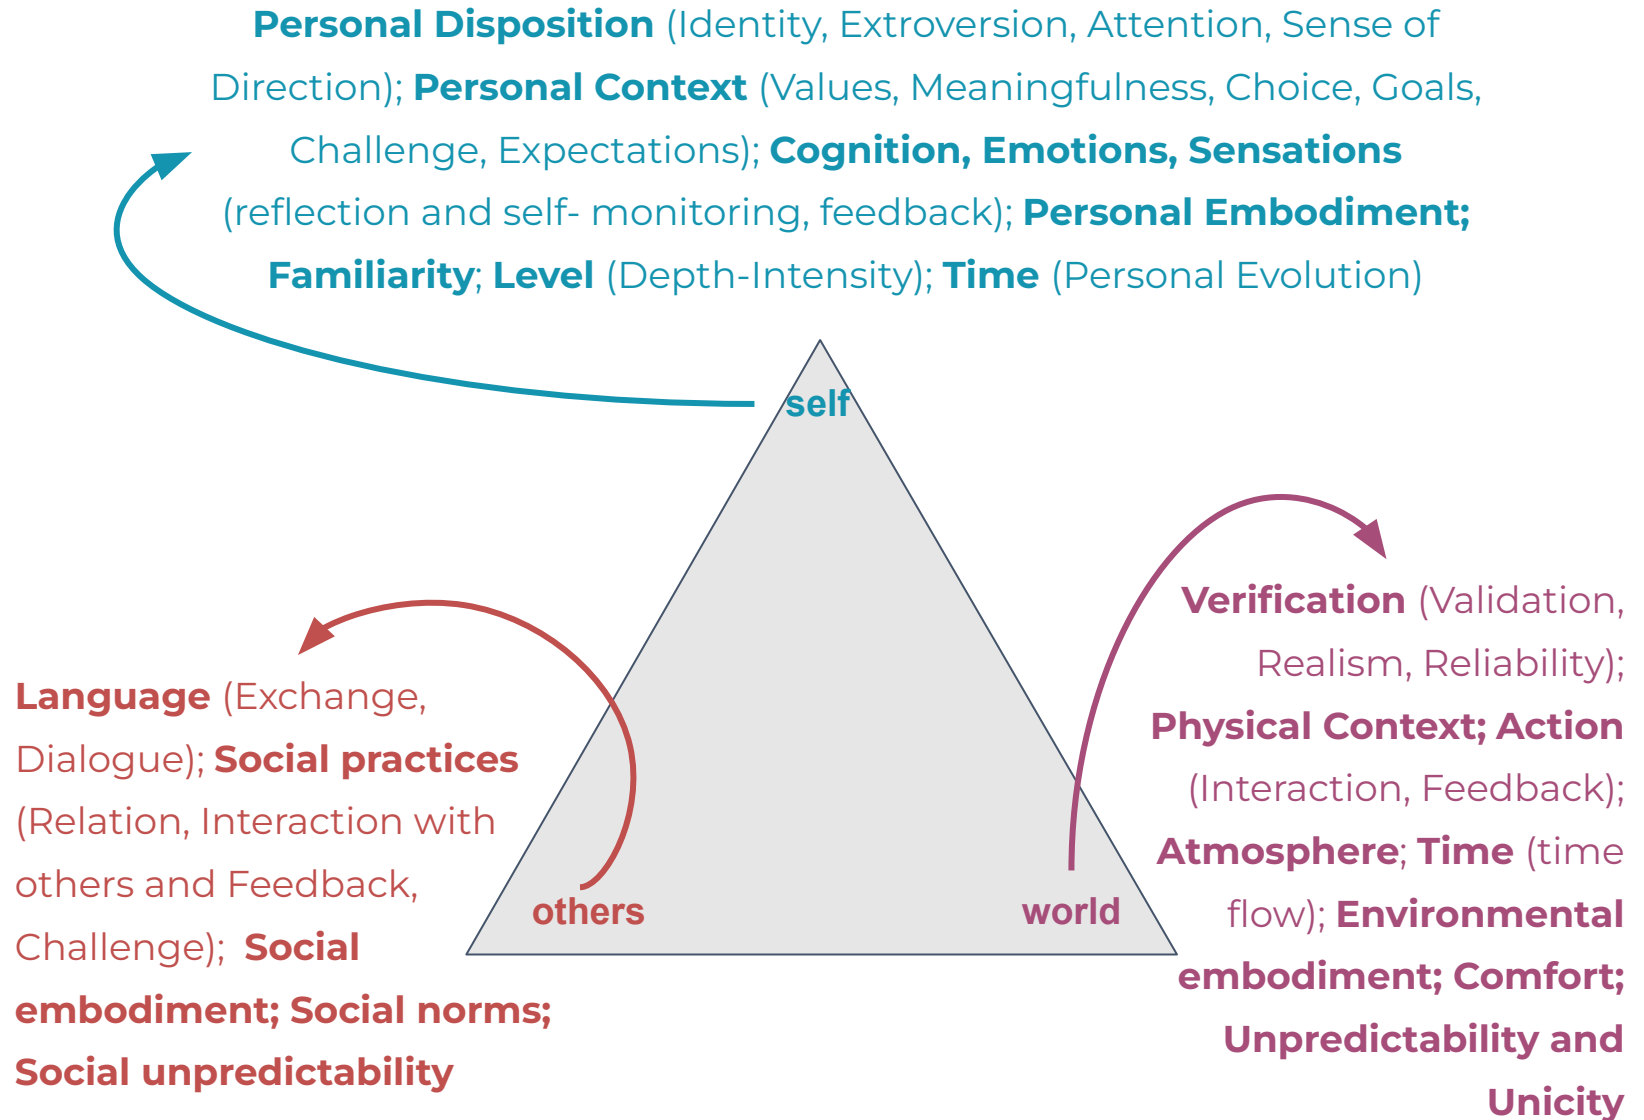 Personal Disposition (Identity, Extroversion, Attention, Sense of
Direction); Personal Context (Values, Meaningfulness, Choice, Goals,
Challenge, Expectations); Cognition, Emotions, Sensations
(reflection and self- monitoring, feedback); Personal Embodiment;
Familiarity; Level (Depth-Intensity); Time (Personal Evolution)
self
Language (Exchange,
Dialogue); Social practices
(Relation, Interaction with
others and Feedback,
Challenge); Social
embodiment; Social norms;
Social unpredictability
others
world
Verification (Validation,
Realism, Reliability);
Physical Context; Action
(Interaction, Feedback);
Atmosphere; Time (time
flow); Environmental
embodiment; Comfort;
Unpredictability and
Unicity